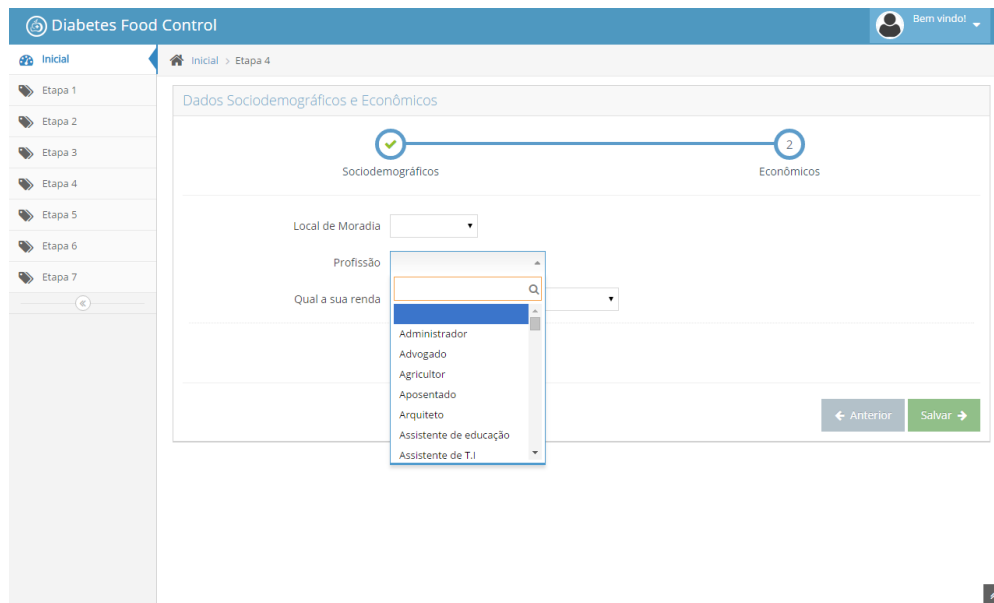 Diabetes Food Control
Bem vindo!
Inicial
Inicial > Etapa 4
Etapa 1
Etapa 2
Etapa 3
Etapa 4
Etapa 5
Etapa 6
Etapa 7
Dados Sociodemográficos e Econômicos
2
Sociodemográficos
Econômicos
Local de Moradia
Profissão
Qual a sua renda
Administrador
Advogado
Agricultor
Aposentado
Arquiteto
Assistente de educação
Assistente de T.I
Anterior
Salvar